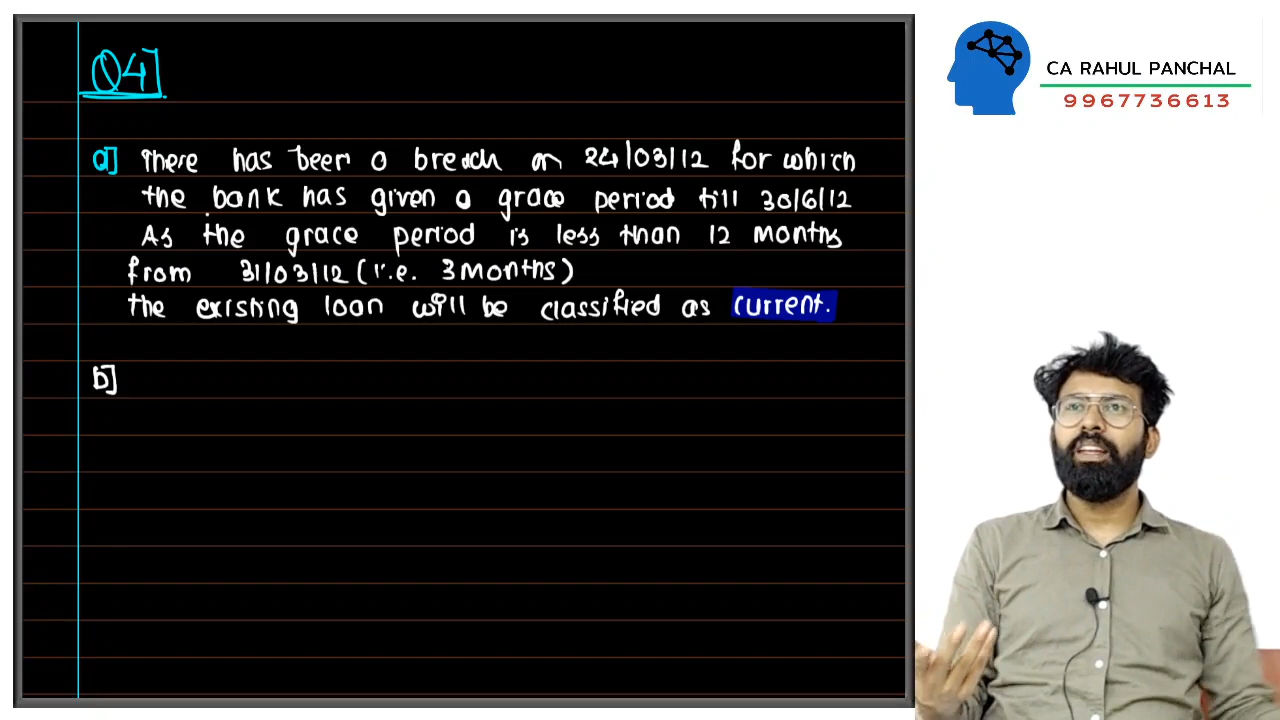 Q4]
CA RAHUL PANCHAL
9967736613
a] There has been a breach on 24/03/12 for which
the bank has given a grace period till 30/6/12
As the grace period is less than 12 months
from 31/03/12 (i.e. 3 months)
The existing loan will be classified as current.
b]